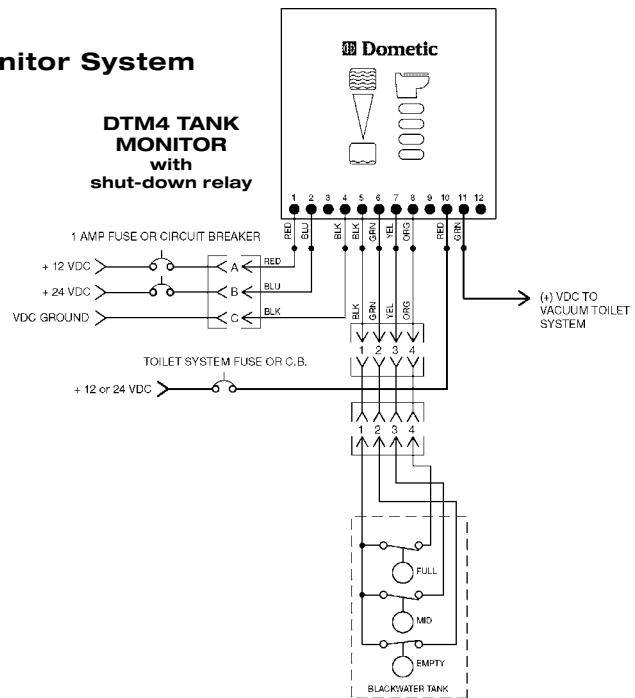 nitor System
Dometic
DTM4 TANK
MONITOR
with
shut-down relay
1 2 3 4 5 6 7 8 9 10 11 12
RED BLU BLK BLK GRN YEL ORG RED GRN
1 AMP FUSE OR CIRCUIT BREAKER
+ 12 VDC A RED
+ 24 VDC B BLU
VDC GROUND C BLK
(+) VDC TO
VACUUM TOILET
SYSTEM
BLK GRN YEL ORG
1 2 3 4
TOILET SYSTEM FUSE OR C.B.
+ 12 or 24 VDC
1 2 3 4
FULL
MID
EMPTY
BLACKWATER TANK